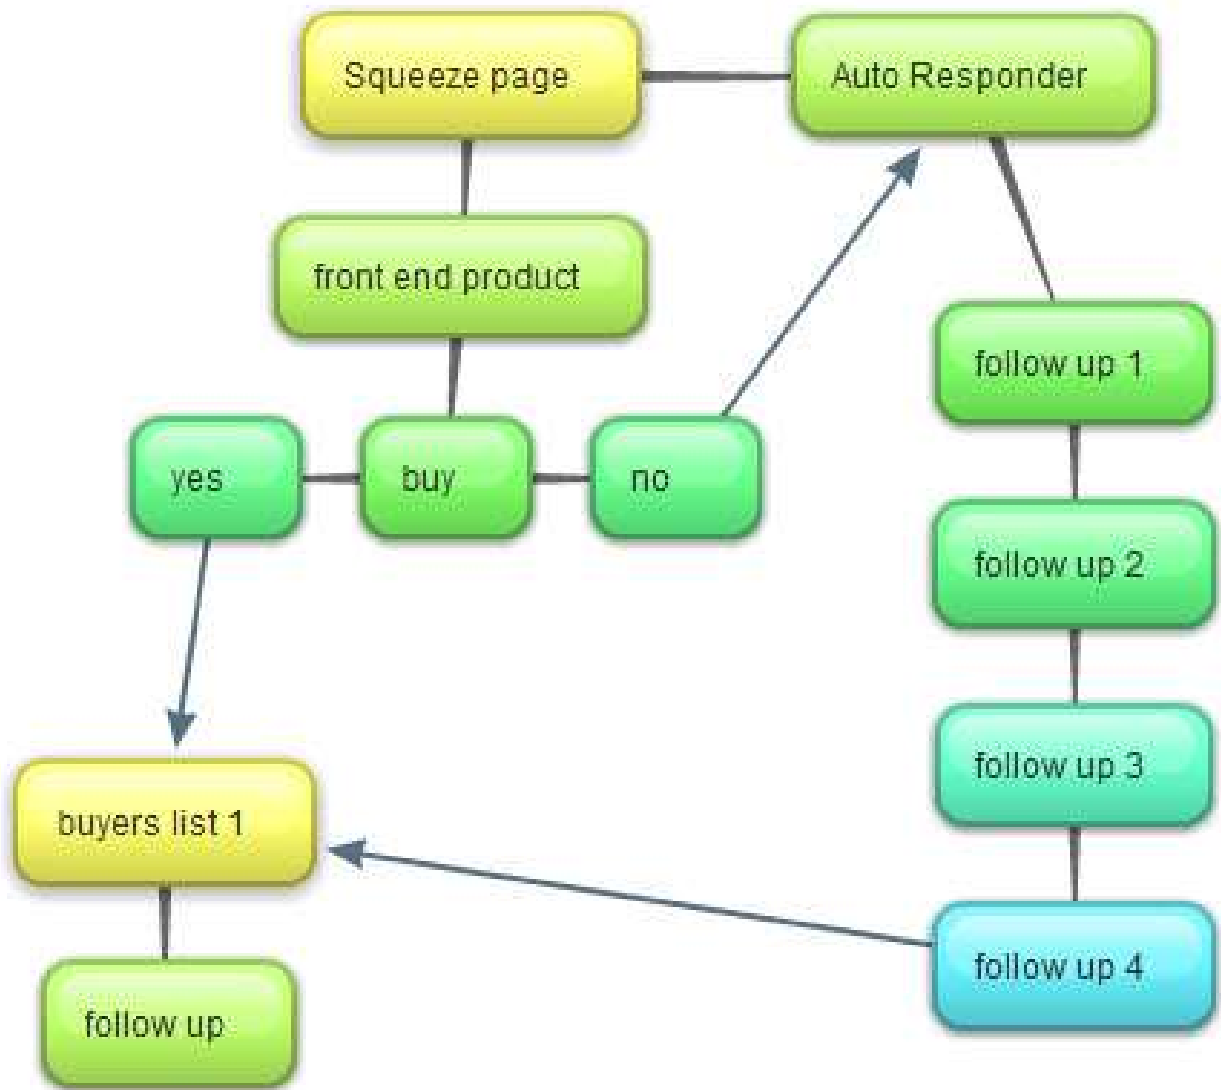 Squeeze page
Auto Responder
front end product
follow up 1
yes
buy
no
follow up 2
follow up 3
buyers list 1
follow up 4
follow up